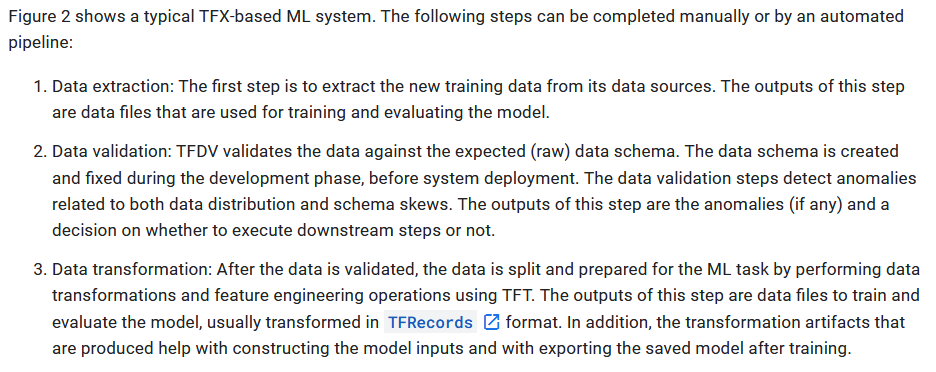 Figure 2 shows a typical TFX-based ML system. The following steps can be completed manually or by an automated
pipeline:
1. Data extraction: The first step is to extract the new training data from its data sources. The outputs of this step
are data files that are used for training and evaluating the model.
2. Data validation: TFDV validates the data against the expected (raw) data schema. The data schema is created
and fixed during the development phase, before system deployment. The data validation steps detect anomalies
related to both data distribution and schema skews. The outputs of this step are the anomalies (if any) and a
decision on whether to execute downstream steps or not.
3. Data transformation: After the data is validated, the data is split and prepared for the ML task by performing data
transformations and feature engineering operations using TFT. The outputs of this step are data files to train and
evaluate the model, usually transformed in TFRecords format. In addition, the transformation artifacts that
are produced help with constructing the model inputs and with exporting the saved model after training.